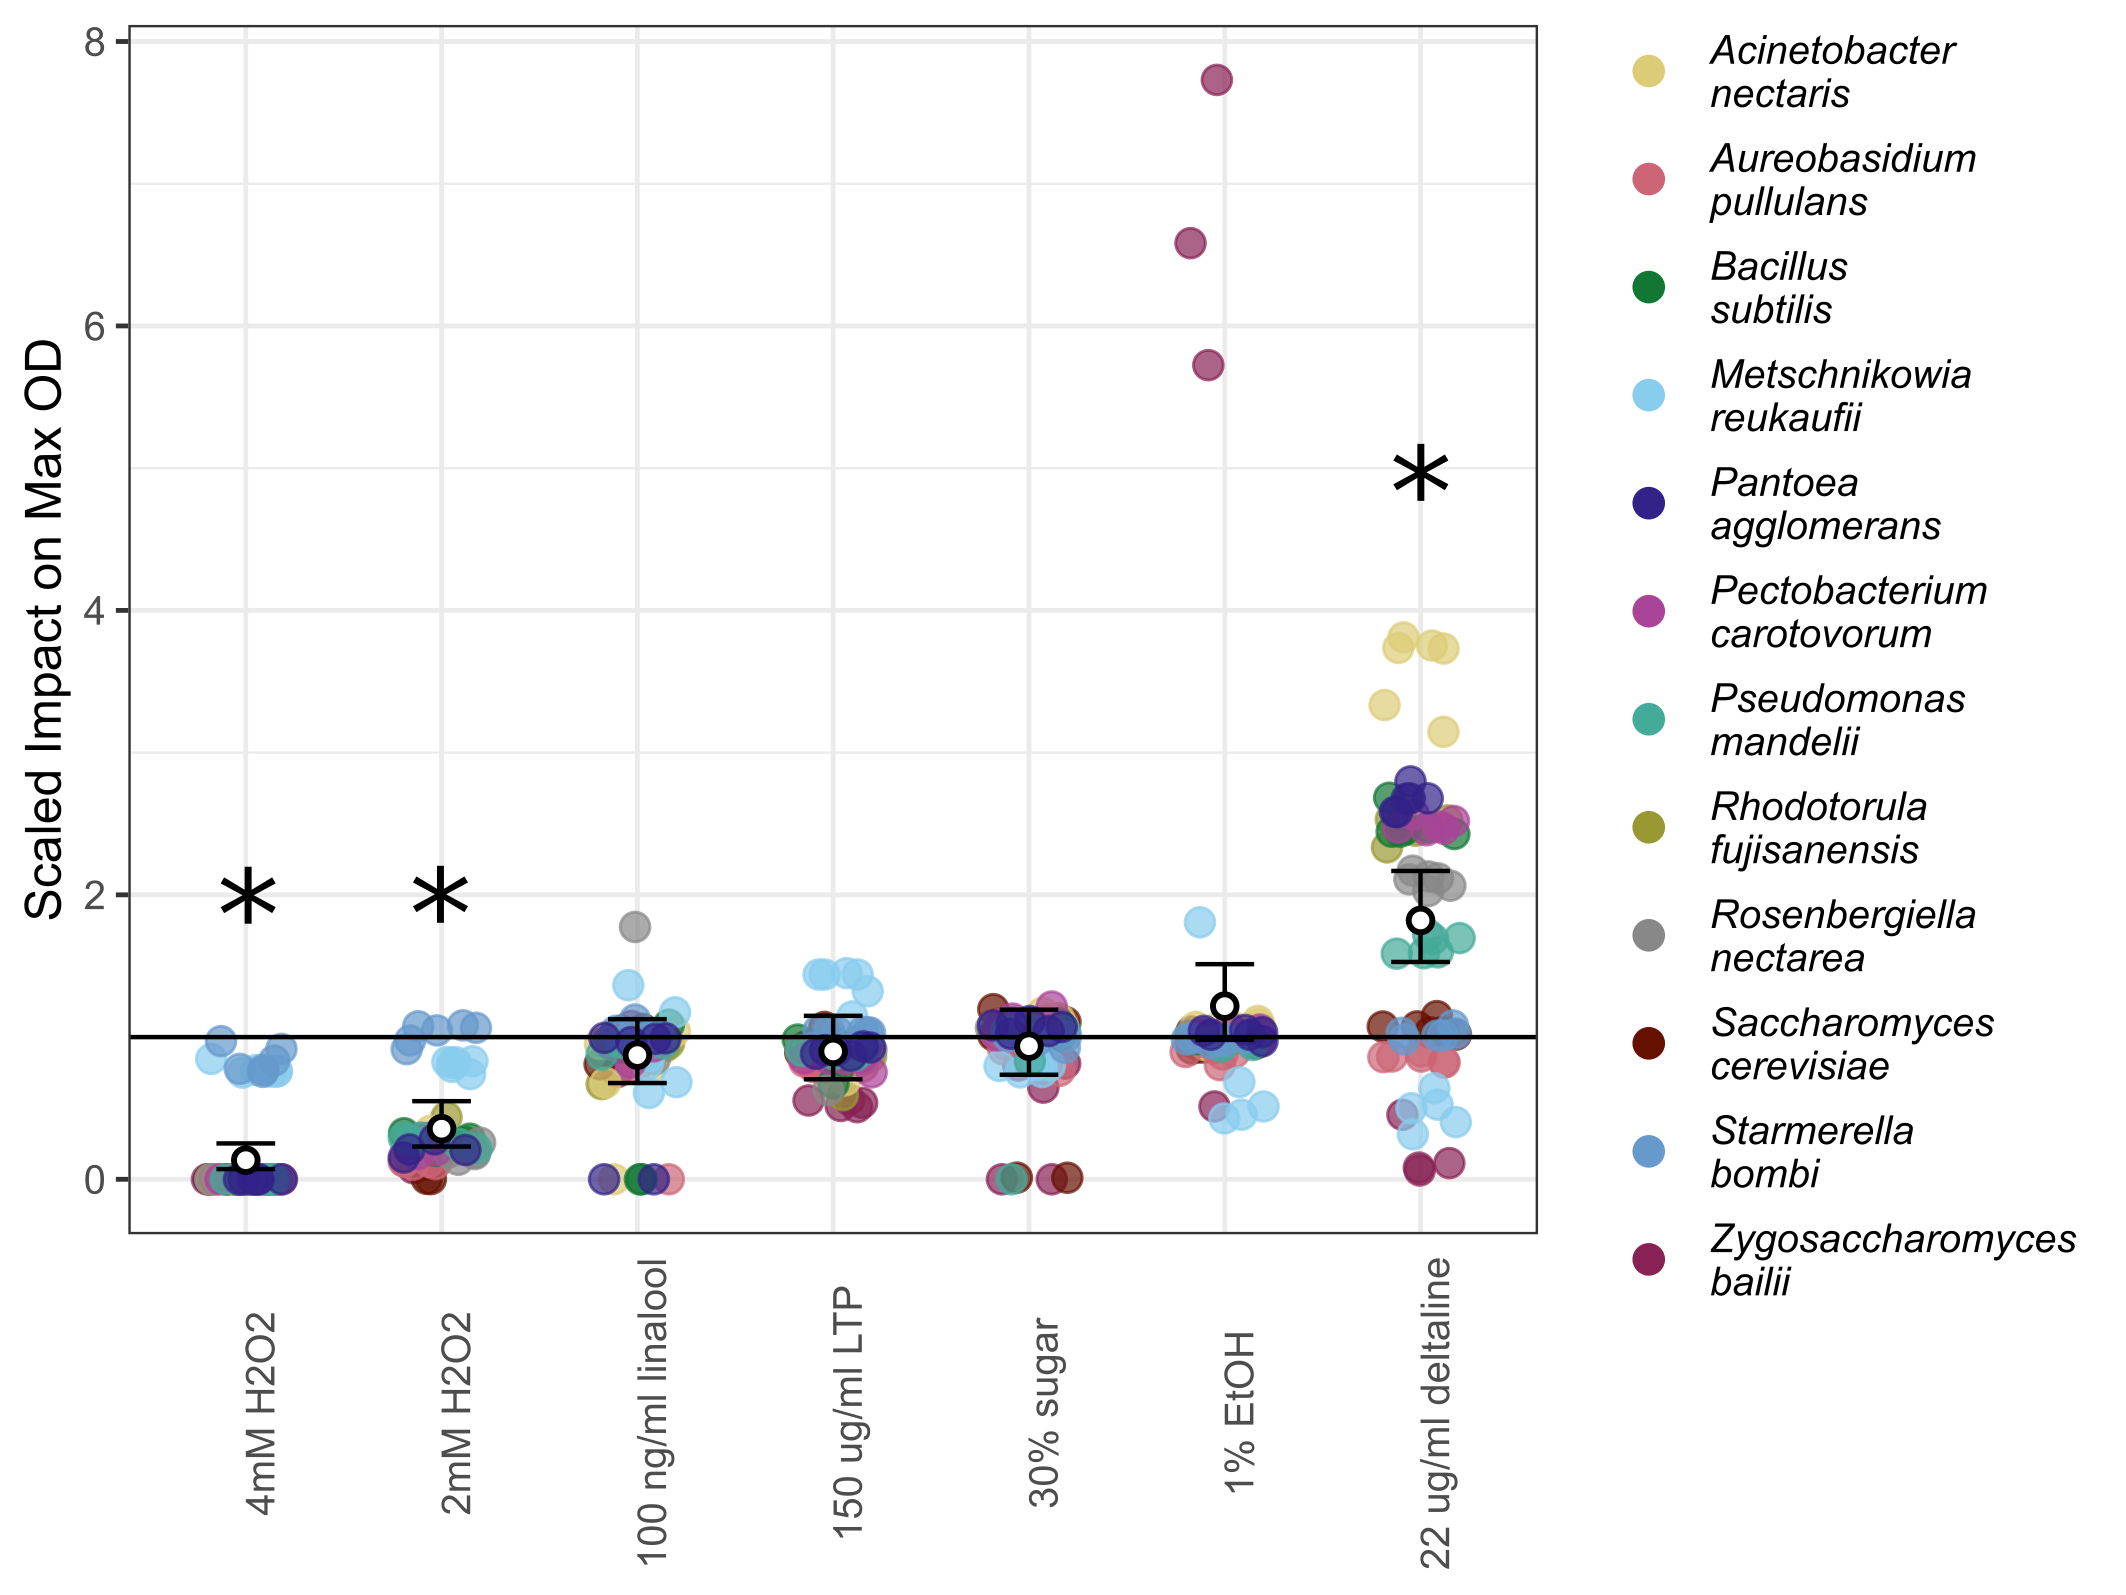 Scaled Impact on Max OD
8
6
4
2
0
*
*
*
4mM H2O2
2mM H2O2
100 ng/ml linalool
150 ug/ml LTP
30% sugar
1% EtOH
22 ug/ml deltaline
Acinetobacter
nectaris
Aureobasidium
pullulans
Bacillus
subtilis
Metschnikowia
reukaufii
Pantoea
agglomerans
Pectobacterium
carotovorum
Pseudomonas
mandelii
Rhodotorula
fujisanensis
Rosenbergiella
nectarea
Saccharomyces
cerevisiae
Starmerella
bombi
Zygosaccharomyces
bailii